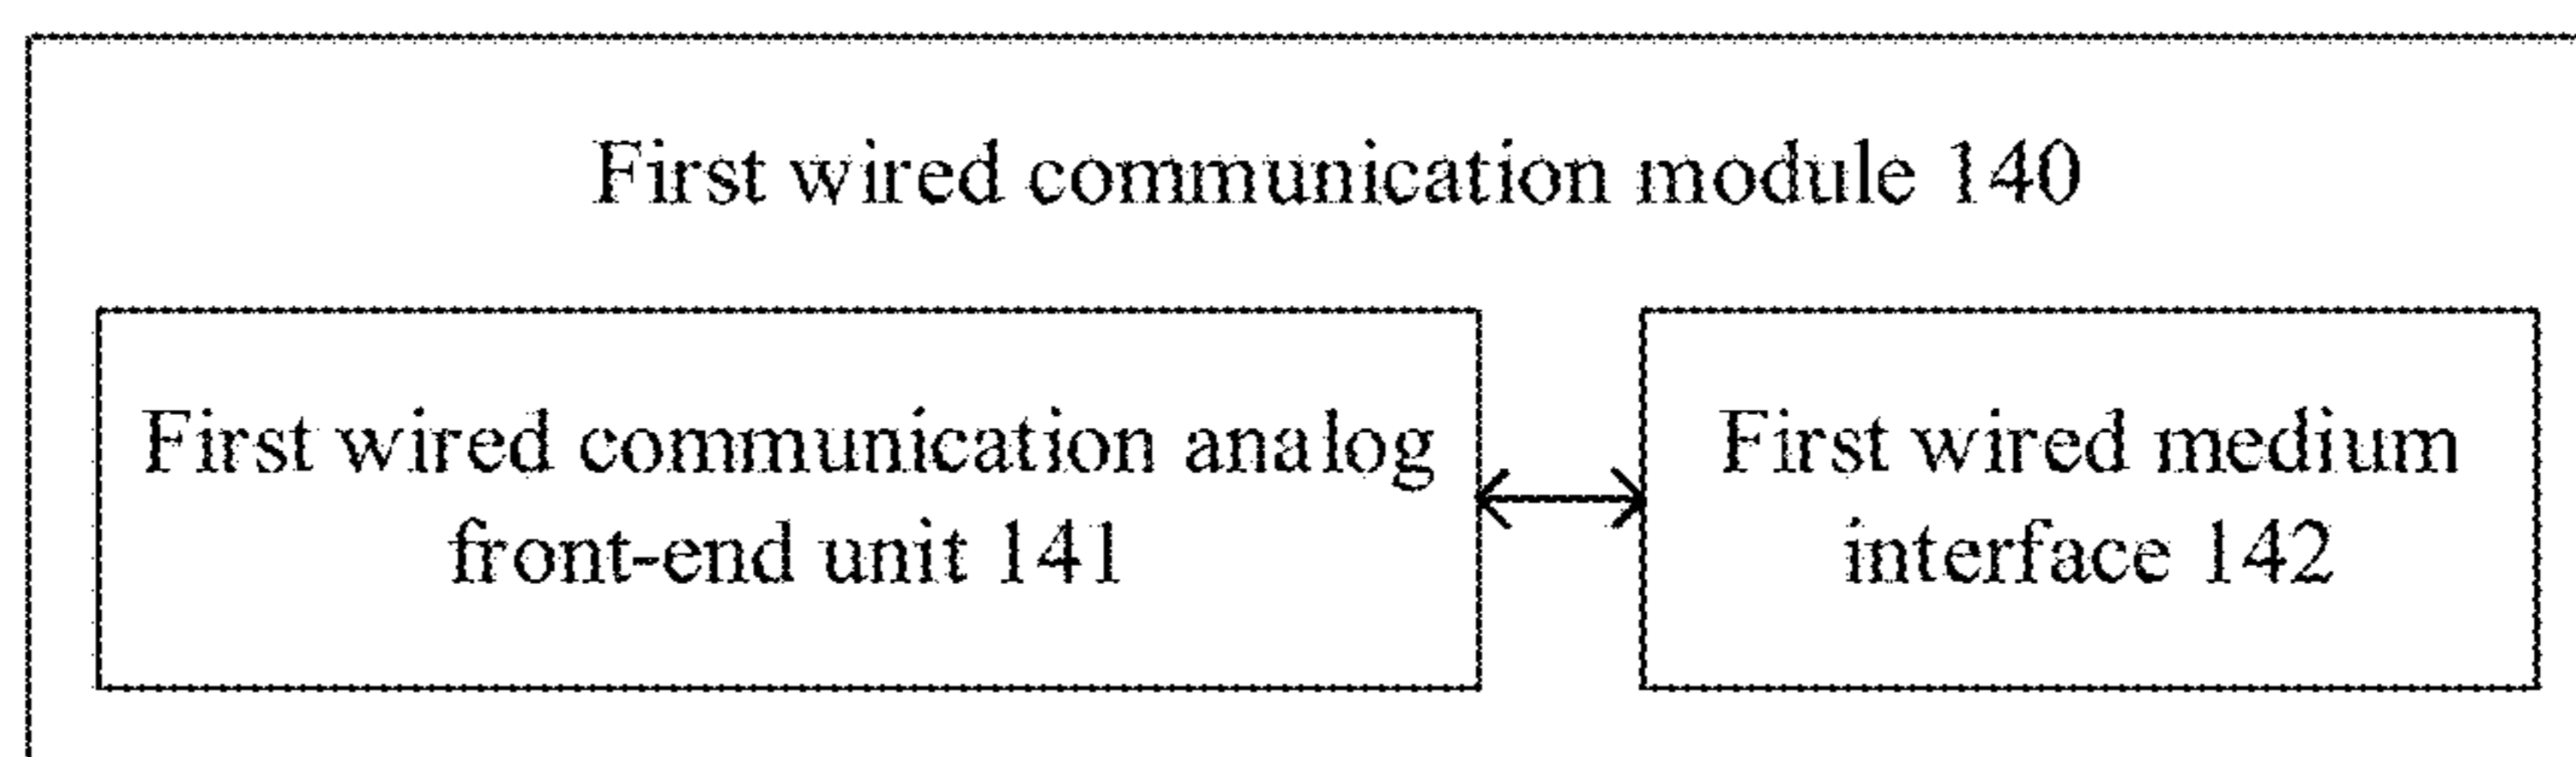 First wired communication module 140
First wired communication analog
front-end unit 141
First wired medium
interface 142